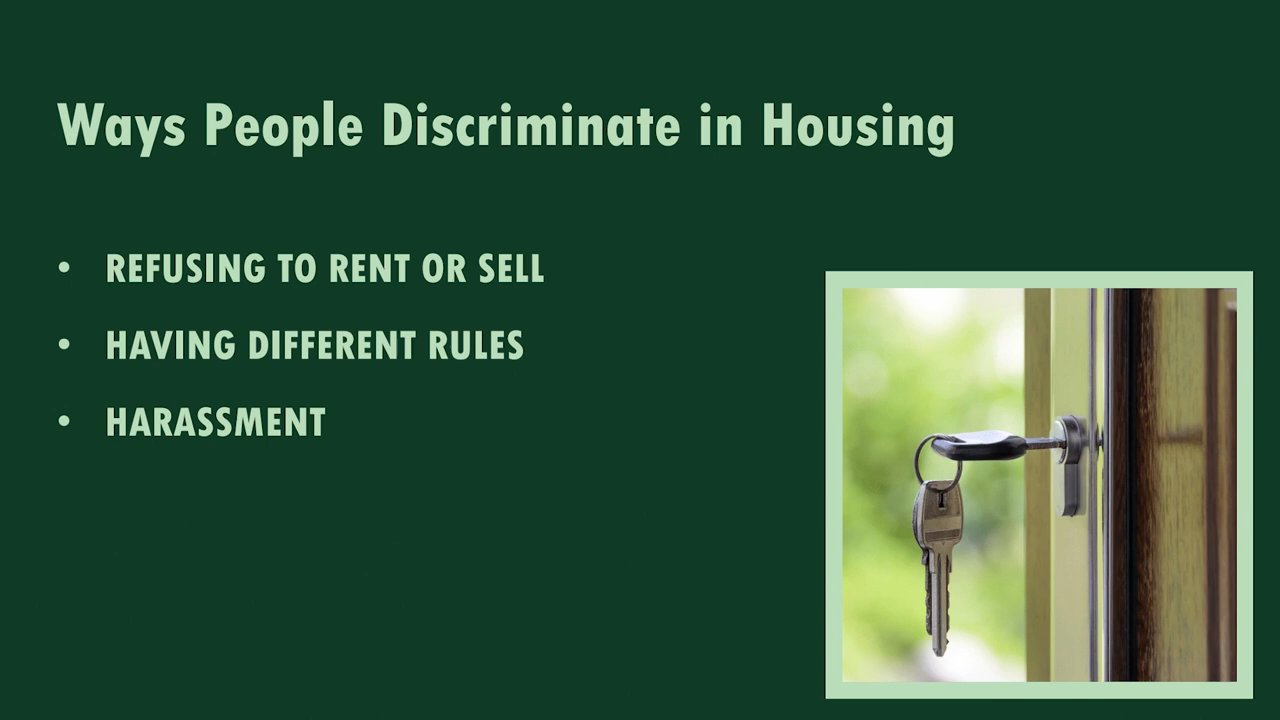 Ways People Discriminate in Housing
• REFUSING TO RENT OR SELL
• HAVING DIFFERENT RULES
• HARASSMENT